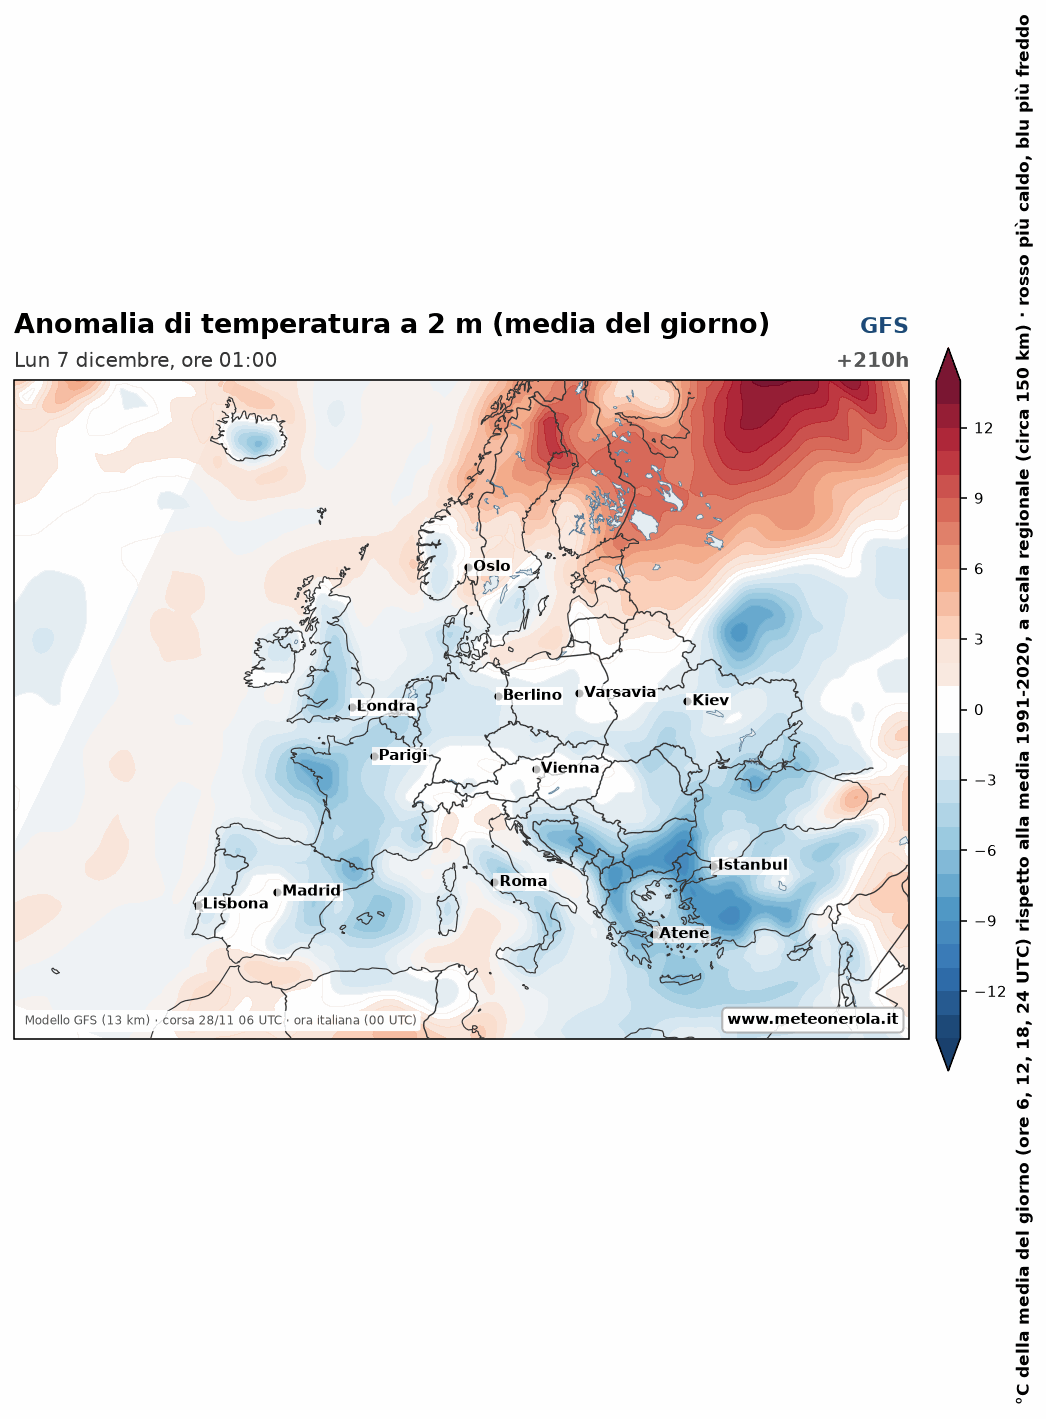 Anomalia di temperatura a 2 m (media del giorno)
GFS
Lun 7 dicembre, ore 01:00
+210h
Oslo
Londra
Berlino
Varsavia
Kiev
Parigi
Vienna
Istanbul
Madrid
Roma
Lisbona
Atene
Modello GFS (13 km) · corsa 28/11 06 UTC · ora italiana (00 UTC)
www.meteonerola.it
12
9
6
3
0
−3
−6
−9
−12
°C della media del giorno (ore 6, 12, 18, 24 UTC) rispetto alla media 1991-2020, a scala regionale (circa 150 km) · rosso più caldo, blu più freddo